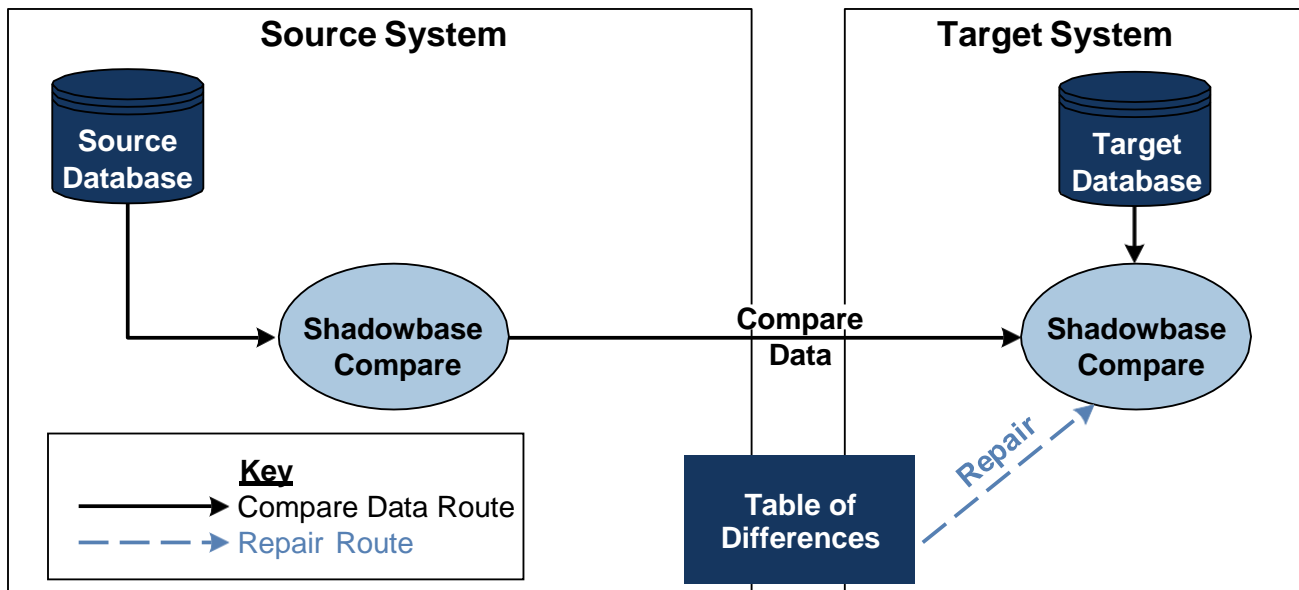 Source System
Target System
Source
Database
Target
Database
Shadowbase
Compare
Compare
Data
Shadowbase
Compare
Repair
Key
Compare Data Route
Repair Route
Table of
Differences